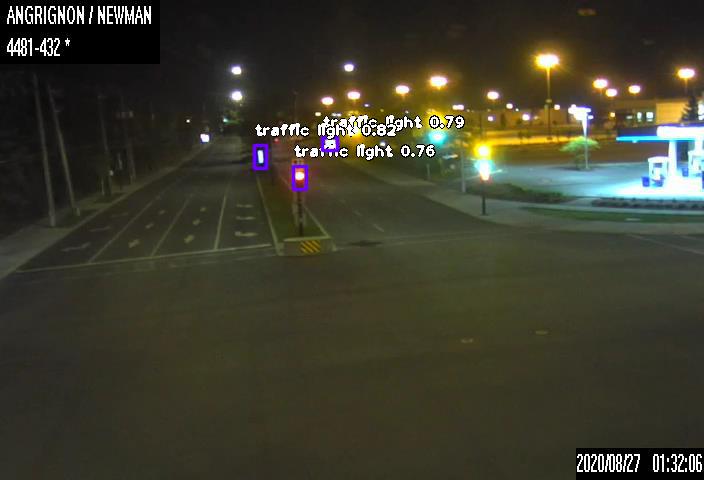 ANGRIGNON / NEWMAN
4481-432 *
traffic light 0.79
traffic light 0.82
traffic light 0.76
2020/08/27 01:32:06